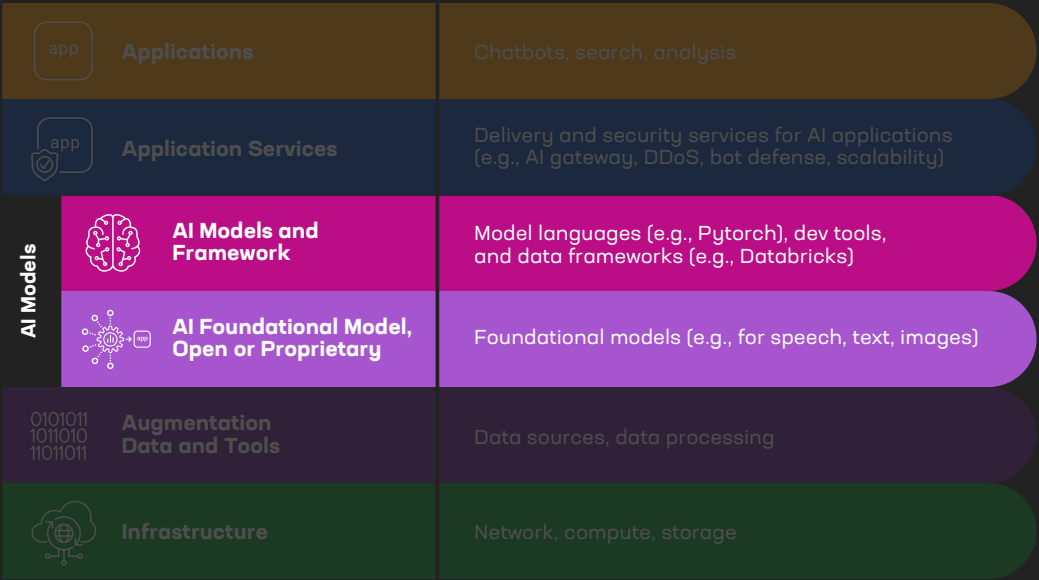 app
Applications
Chatbots, search, analysis
app
Application Services
Delivery and security services for AI applications
(e.g., AI gateway, DDoS, bot defense, scalability)
AI Models
AI Models and
Framework
Model languages (e.g., Pytorch), dev tools,
and data frameworks (e.g., Databricks)
app
AI Foundational Model,
Open or Proprietary
Foundational models (e.g., for speech, text, images)
0101011
1011010
11011011
Augmentation
Data and Tools
Data sources, data processing
Infrastructure
Network, compute, storage